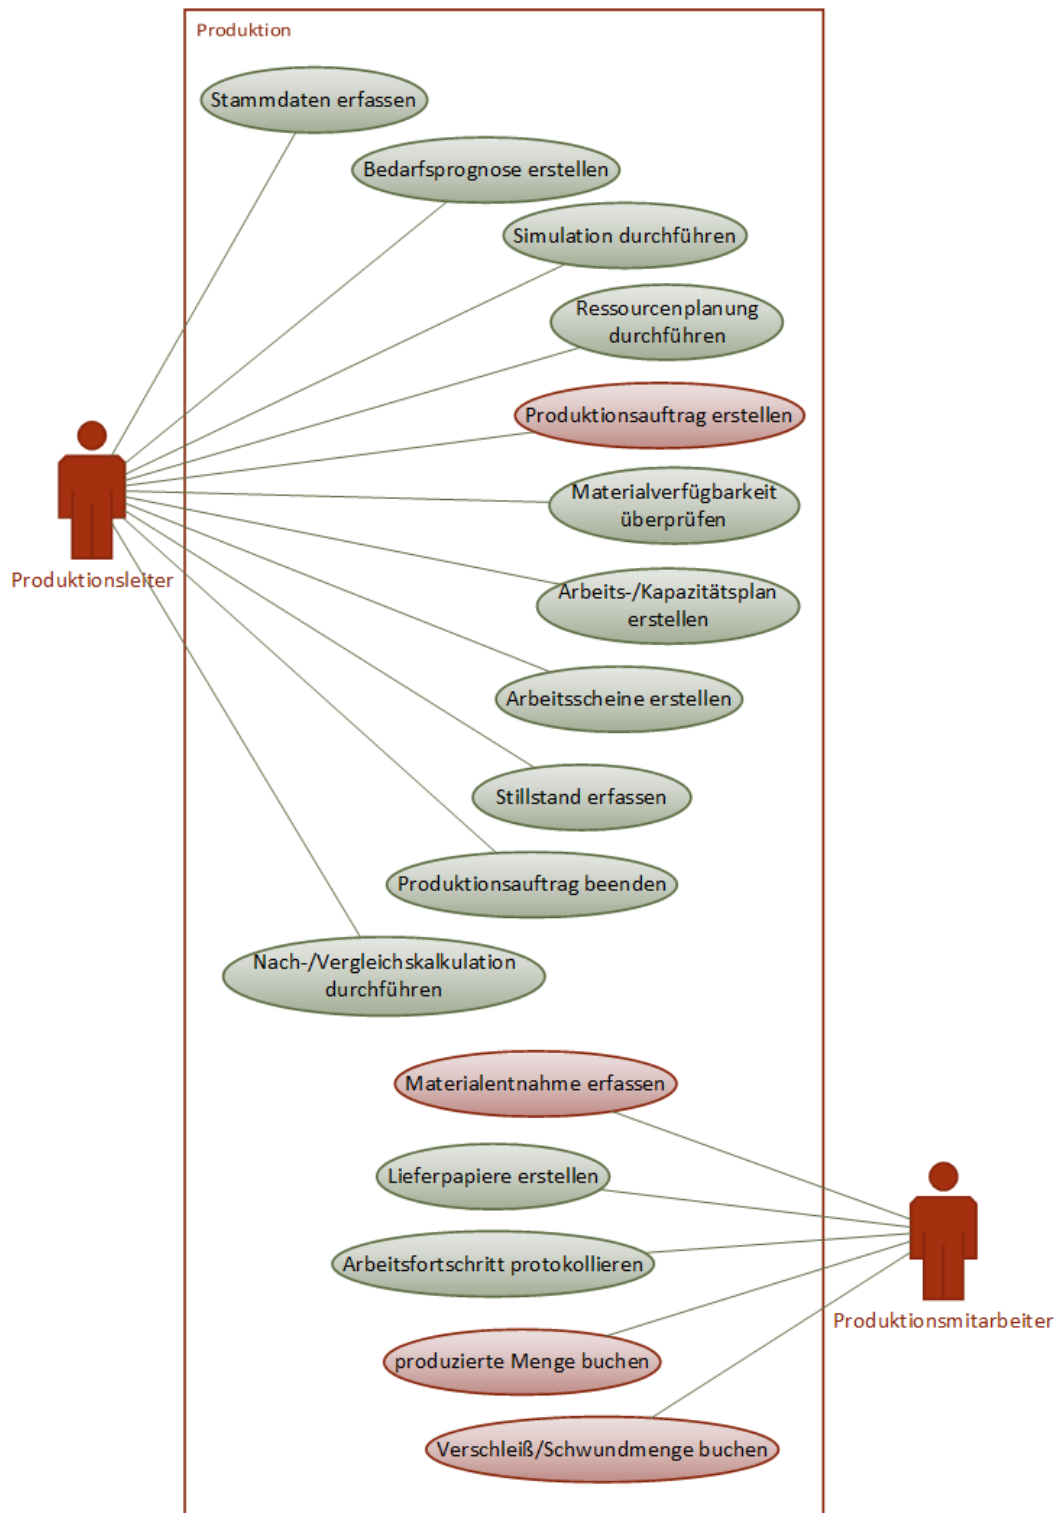 Produktion
Stammdaten erfassen
Bedarfsprognose erstellen
Simulation durchführen
Ressourcenplanung
durchführen
Produktionsauftrag erstellen
Materialverfügbarkeit
überprüfen
Produktionsleiter
Arbeits-/Kapazitätsplan
erstellen
Arbeitsscheine erstellen
Stillstand erfassen
Produktionsauftrag beenden
Nach-/Vergleichskalkulation
durchführen
Materialentnahme erfassen
Lieferpapiere erstellen
Arbeitsfortschritt protokollieren
Produktionsmitarbeiter
produzierte Menge buchen
Verschleiß/Schwundmenge buchen